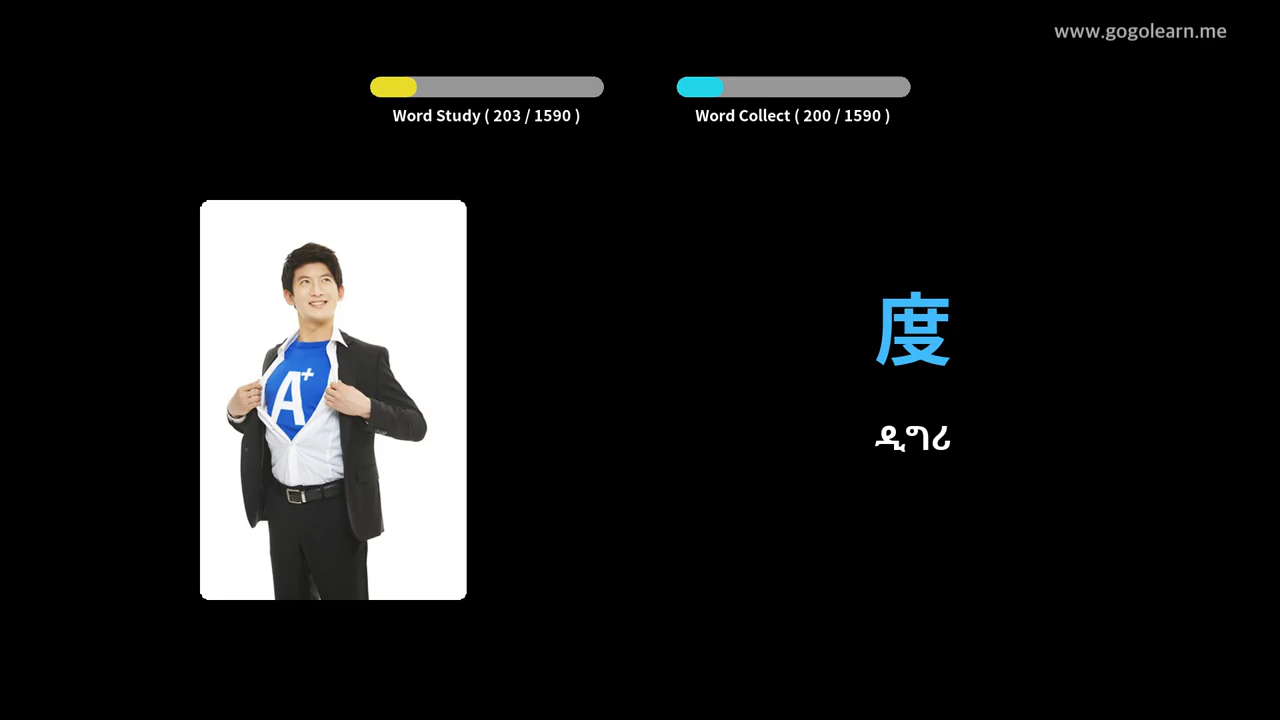 www.gogolearn.me
Word Study ( 203 / 1590 )
Word Collect ( 200 / 1590 )
A+
度
ዲግሪ